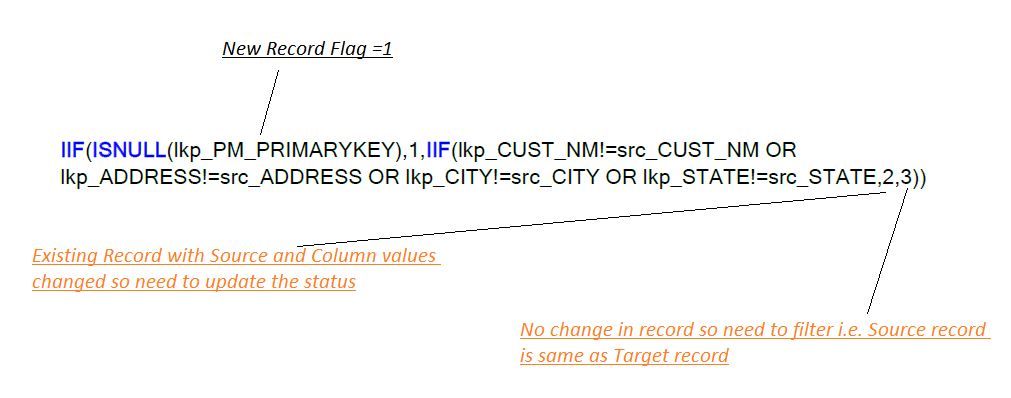 New Record Flag =1
IIF(ISNULL(lkp_PM_PRIMARYKEY),1,IIF(lkp_CUST_NM!=src_CUST_NM OR
lkp_ADDRESS!=src_ADDRESS OR lkp_CITY!=src_CITY OR lkp_STATE!=src_STATE,2,3))
Existing Record with Source and Column values
changed so need to update the status
No change in record so need to filter i.e. Source record
is same as Target record